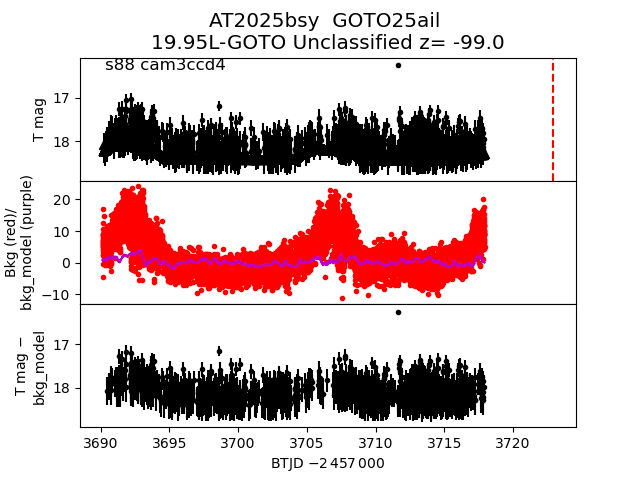 AT2025bsy  GOTO25ail
19.95L-GOTO Unclassified z= -99.0
s88 cam3ccd4
T mag
17
18
Bkg (red)/
bkg_model (purple)
20
10
0
−10
T mag −
bkg_model
17
18
3690 3695 3700 3705 3710 3715 3720
BTJD −2 457 000